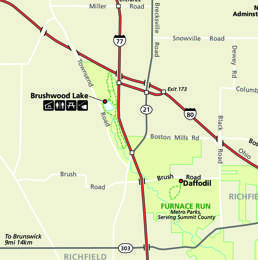 Miller Road
Brecksville Road
N
Adminst
77
Snowville Road
Dewey Rd
Townsend Road
Exit 173
Brushwood Lake
21
80
Columb
Black Road
Boston Mills Rd
Ohio
Brush Road
Brush Road
Daffodil
RICHFIE
FURNACE RUN
Metro Parks,
Serving Summit County
To Brunswick
9mi 14km
303
RICHFIELD